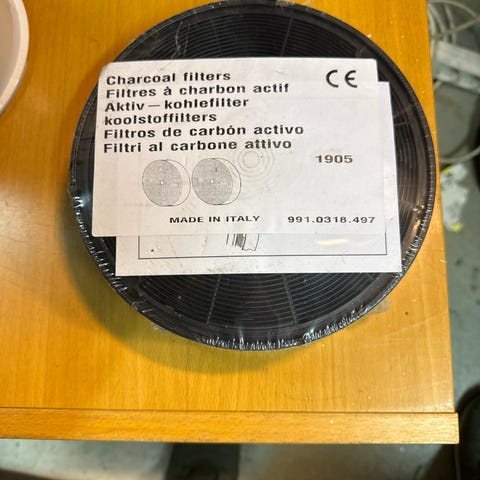 Charcoal filters
CE
Filtres à charbon actif
Aktiv – kohlefilter
koolstoffilters
Filtros de carbón activo
Filtri al carbone attivo
1905
MADE IN ITALY 991.0318.497